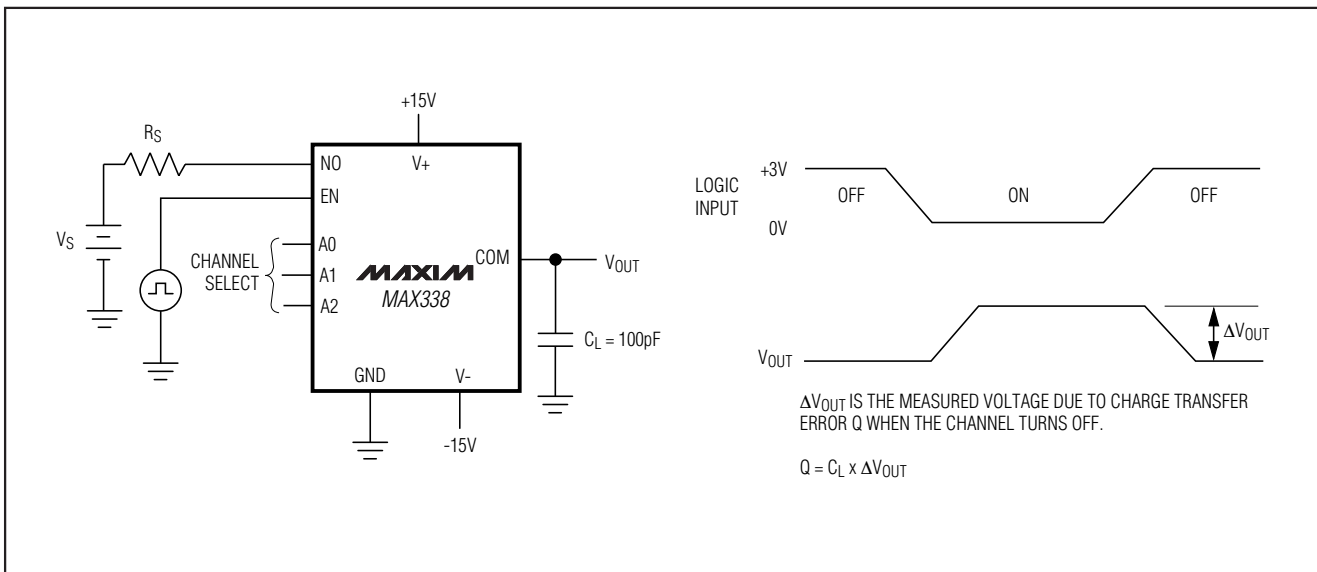 +15V
RS
NO
V+
EN
VS
CHANNEL
SELECT
A0
A1
A2
MAXIM
MAX338
COM
VOUT
CL = 100pF
GND
V-
-15V
LOGIC
INPUT
+3V
0V
OFF
ON
OFF
VOUT
ΔVOUT
ΔVOUT IS THE MEASURED VOLTAGE DUE TO CHARGE TRANSFER
ERROR Q WHEN THE CHANNEL TURNS OFF.
Q = CL x ΔVOUT